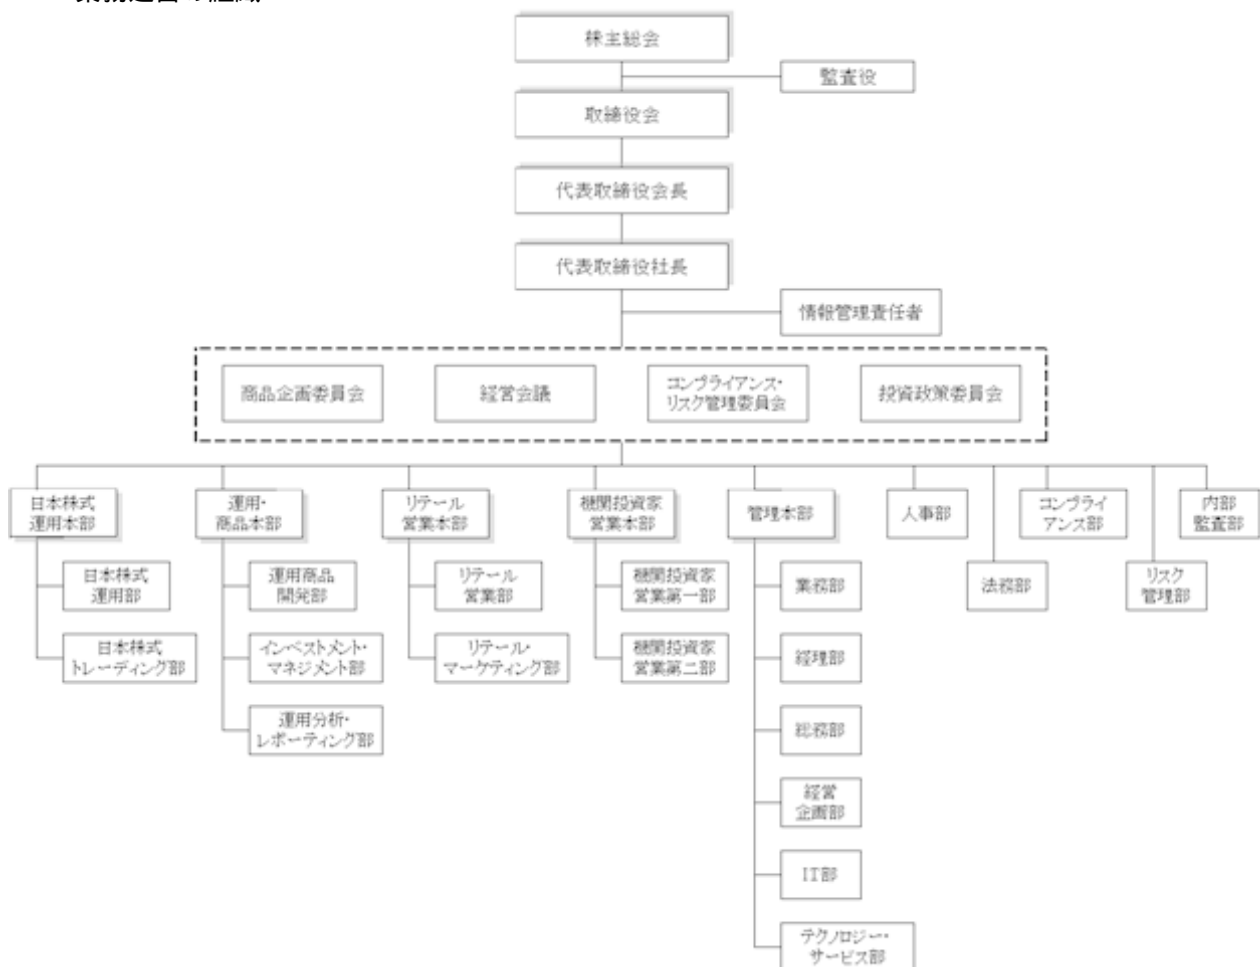 株主総会
監査役
取締役会
代表取締役会長
代表取締役社長
情報管理責任者
商品企画委員会
経営会議
コンプライアンス・
リスク管理委員会
投資政策委員会
日本株式
運用本部
運用・
商品本部
リテール
営業本部
機関投資家
営業本部
管理本部
人事部
コンプライ
アンス部
内部
監査部
日本株式
運用部
運用商品
開発部
リテール
営業部
機関投資家
営業第一部
業務部
法務部
リスク
管理部
日本株式
トレーディング部
インベストメント・
マネジメント部
リテール・
マーケティング部
機関投資家
営業第二部
経理部
運用分析・
レポーティング部
総務部
経営
企画部
IT部
テクノロジー・
サービス部